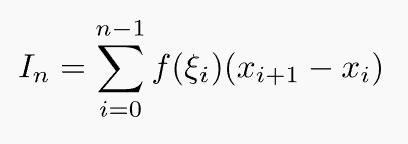 $I_n = \sum_{i=0}^{n-1} f(\xi_i)(x_{i+1} - x_i)$